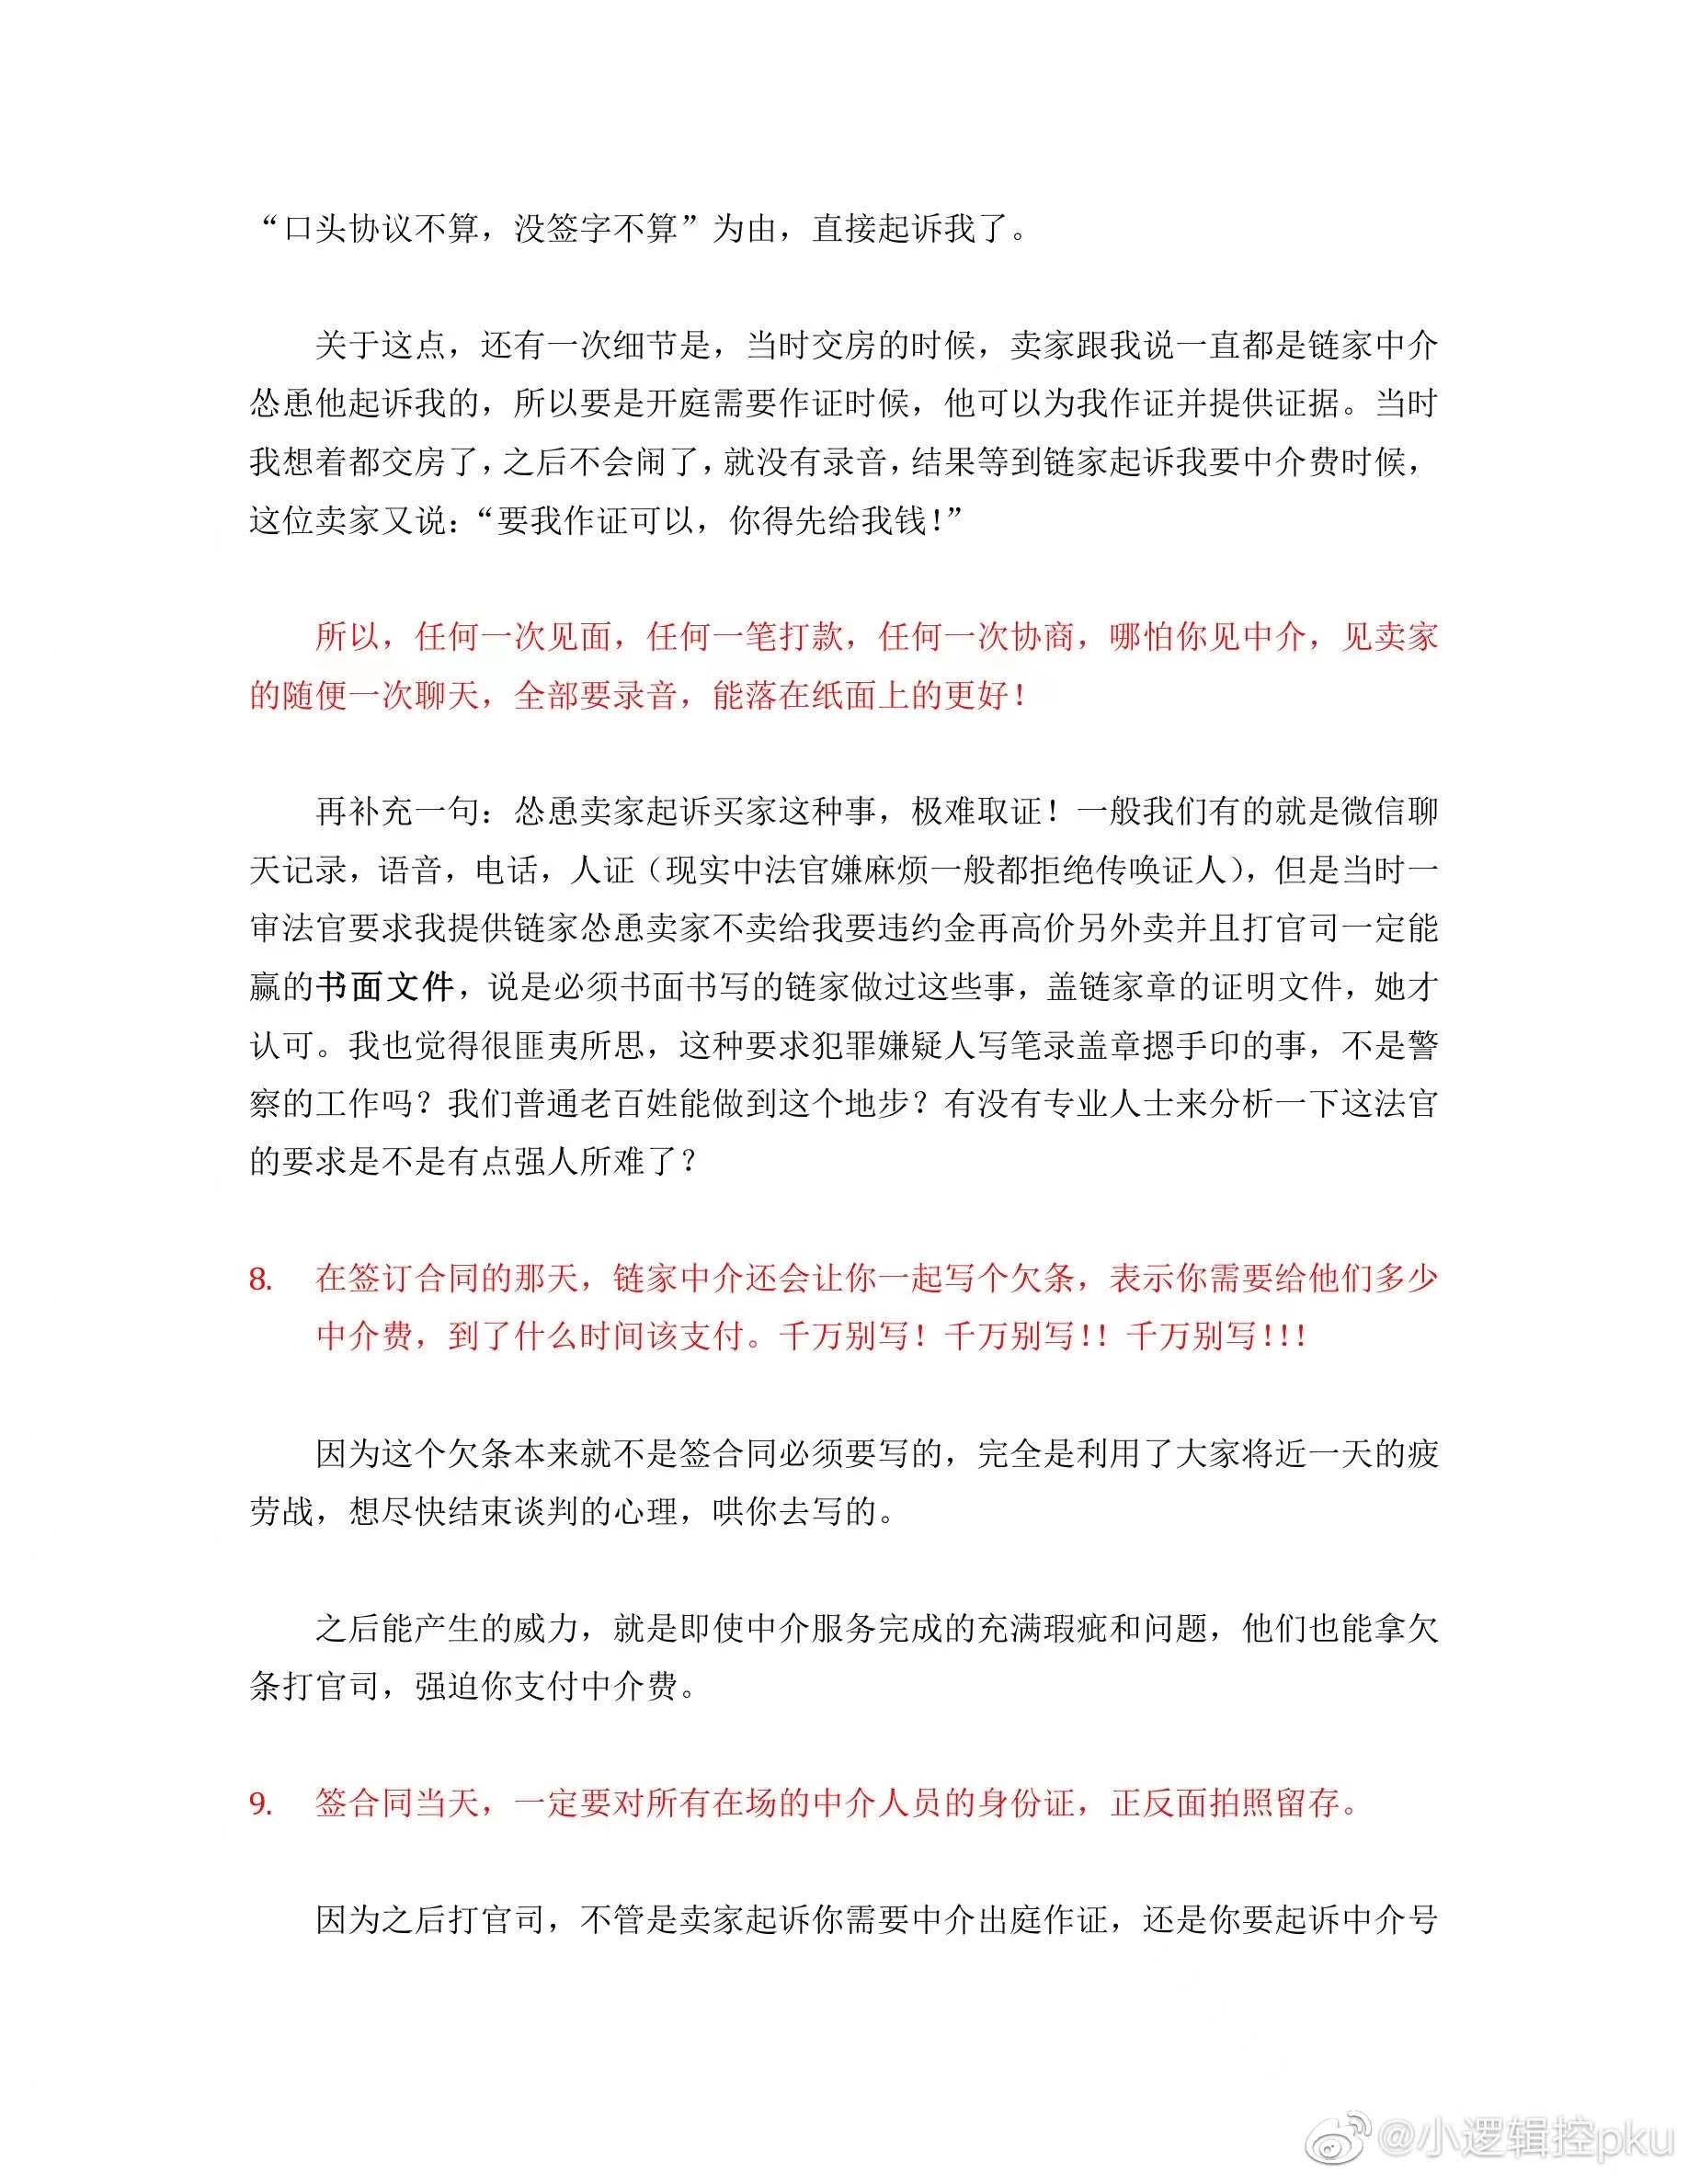 “口头协议不算，没签字不算”为由，直接起诉我了。
关于这点，还有一次细节是，当时交房的时候，卖家跟我说一直都是链家中介
怂恿他起诉我的，所以要是开庭需要作证时候，他可以为我作证并提供证据。当时
我想着都交房了，之后不会闹了，就没有录音，结果等到链家起诉我要中介费时候，
这位卖家又说：“要我作证可以，你得先给我钱！”
所以，任何一次见面，任何一笔打款，任何一次协商，哪怕你见中介，见卖家
的随便一次聊天，全部要录音，能落在纸面上的更好！
再补充一句：怂恿卖家起诉买家这种事，极难取证！一般我们有的就是微信聊
天记录，语音，电话，人证（现实中法官嫌麻烦一般都拒绝传唤证人），但是当时一
审法官要求我提供链家怂恿卖家不卖给我要违约金再高价另外卖并且打官司一定能
赢的书面文件，说是必须书面书写的链家做过这些事，盖链家章的证明文件，她才
认可。我也觉得很匪夷所思，这种要求犯罪嫌疑人写笔录盖章摁手印的事，不是警
察的工作吗？我们普通老百姓能做到这个地步？有没有专业人士来分析一下这法官
的要求是不是有点强人所难了？
8. 在签订合同的那天，链家中介还会让你一起写个欠条，表示你需要给他们多少
中介费，到了什么时间该支付。千万别写！千万别写！！千万别写！！！
因为这个欠条本来就不是签合同必须要写的，完全是利用了大家将近一天的疲
劳战，想尽快结束谈判的心理，哄你去写的。
之后能产生的威力，就是即使中介服务完成的充满瑕疵和问题，他们也能拿欠
条打官司，强迫你支付中介费。
9. 签合同当天，一定要对所有在场的中介人员的身份证，正反面拍照留存。
因为之后打官司，不管是卖家起诉你需要中介出庭作证，还是你要起诉中介号
@小逻辑控pku